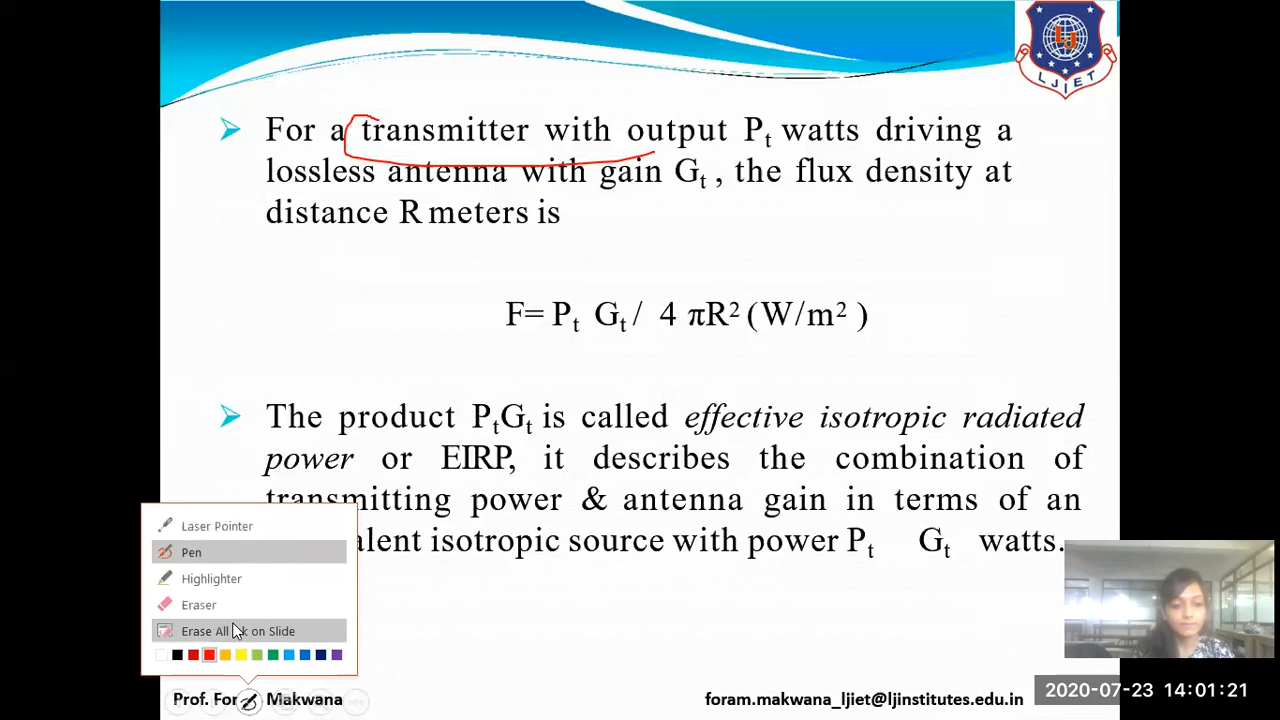 LJIET
➢ For a transmitter with output Pt watts driving a
lossless antenna with gain Gt , the flux density at
distance R meters is
F= Pt Gt / 4 πR² (W/m² )
➢ The product PtGt is called effective isotropic radiated
power or EIRP, it describes the combination of
transmitting power & antenna gain in terms of an
alent isotropic source with power Pt Gt watts.
Laser Pointer
Pen
Highlighter
Eraser
Erase All on Slide
Prof. For Makwana
foram.makwana_ljiet@ljinstitutes.edu.in
2020-07-23 14:01:21